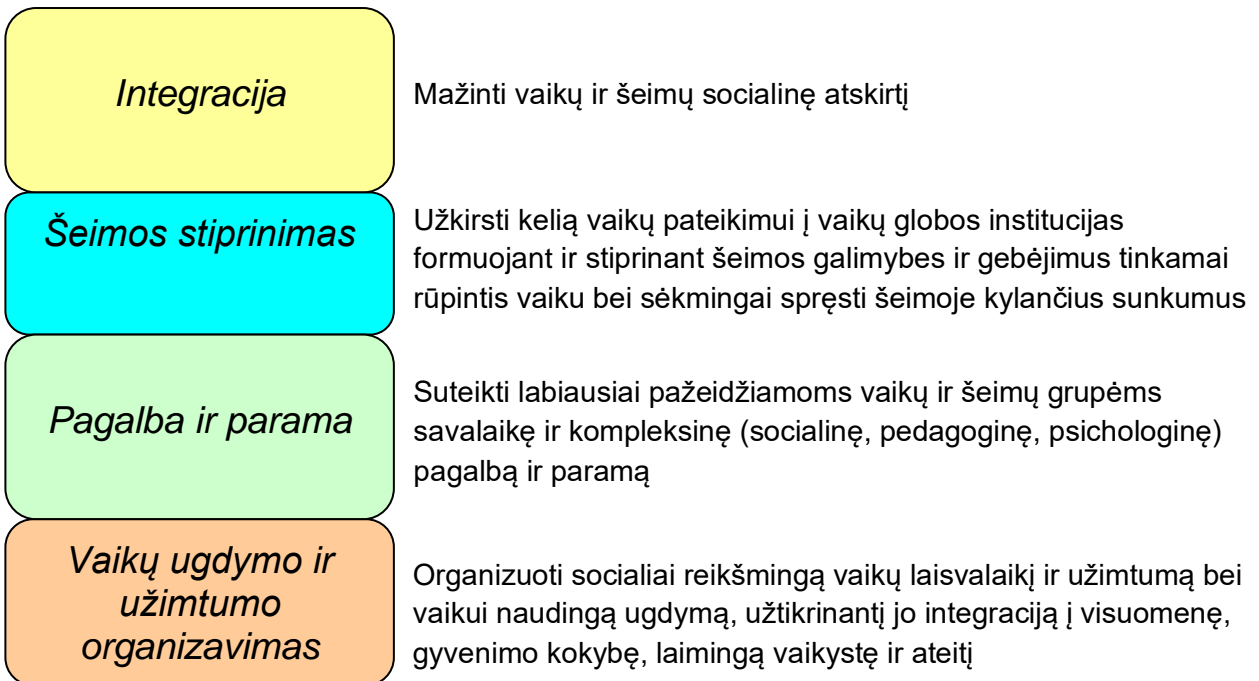 Integracija
Mažinti vaikų ir šeimų socialinę atskirtį
Šeimos stiprinimas
Užkirsti kelią vaikų pateikimui į vaikų globos institucijas
formuojant ir stiprinant šeimos galimybes ir gebėjimus tinkamai
rūpintis vaiku bei sėkmingai spręsti šeimoje kylančius sunkumus
Pagalba ir parama
Suteikti labiausiai pažeidžiamoms vaikų ir šeimų grupėms
savalaikę ir kompleksinę (socialinę, pedagoginę, psichologinę)
pagalbą ir paramą
Vaikų ugdymo ir
užimtumo
organizavimas
Organizuoti socialiai reikšmingą vaikų laisvalaikį ir užimtumą bei
vaikui naudingą ugdymą, užtikrinantį jo integraciją į visuomenę,
gyvenimo kokybę, laimingą vaikystę ir ateitį